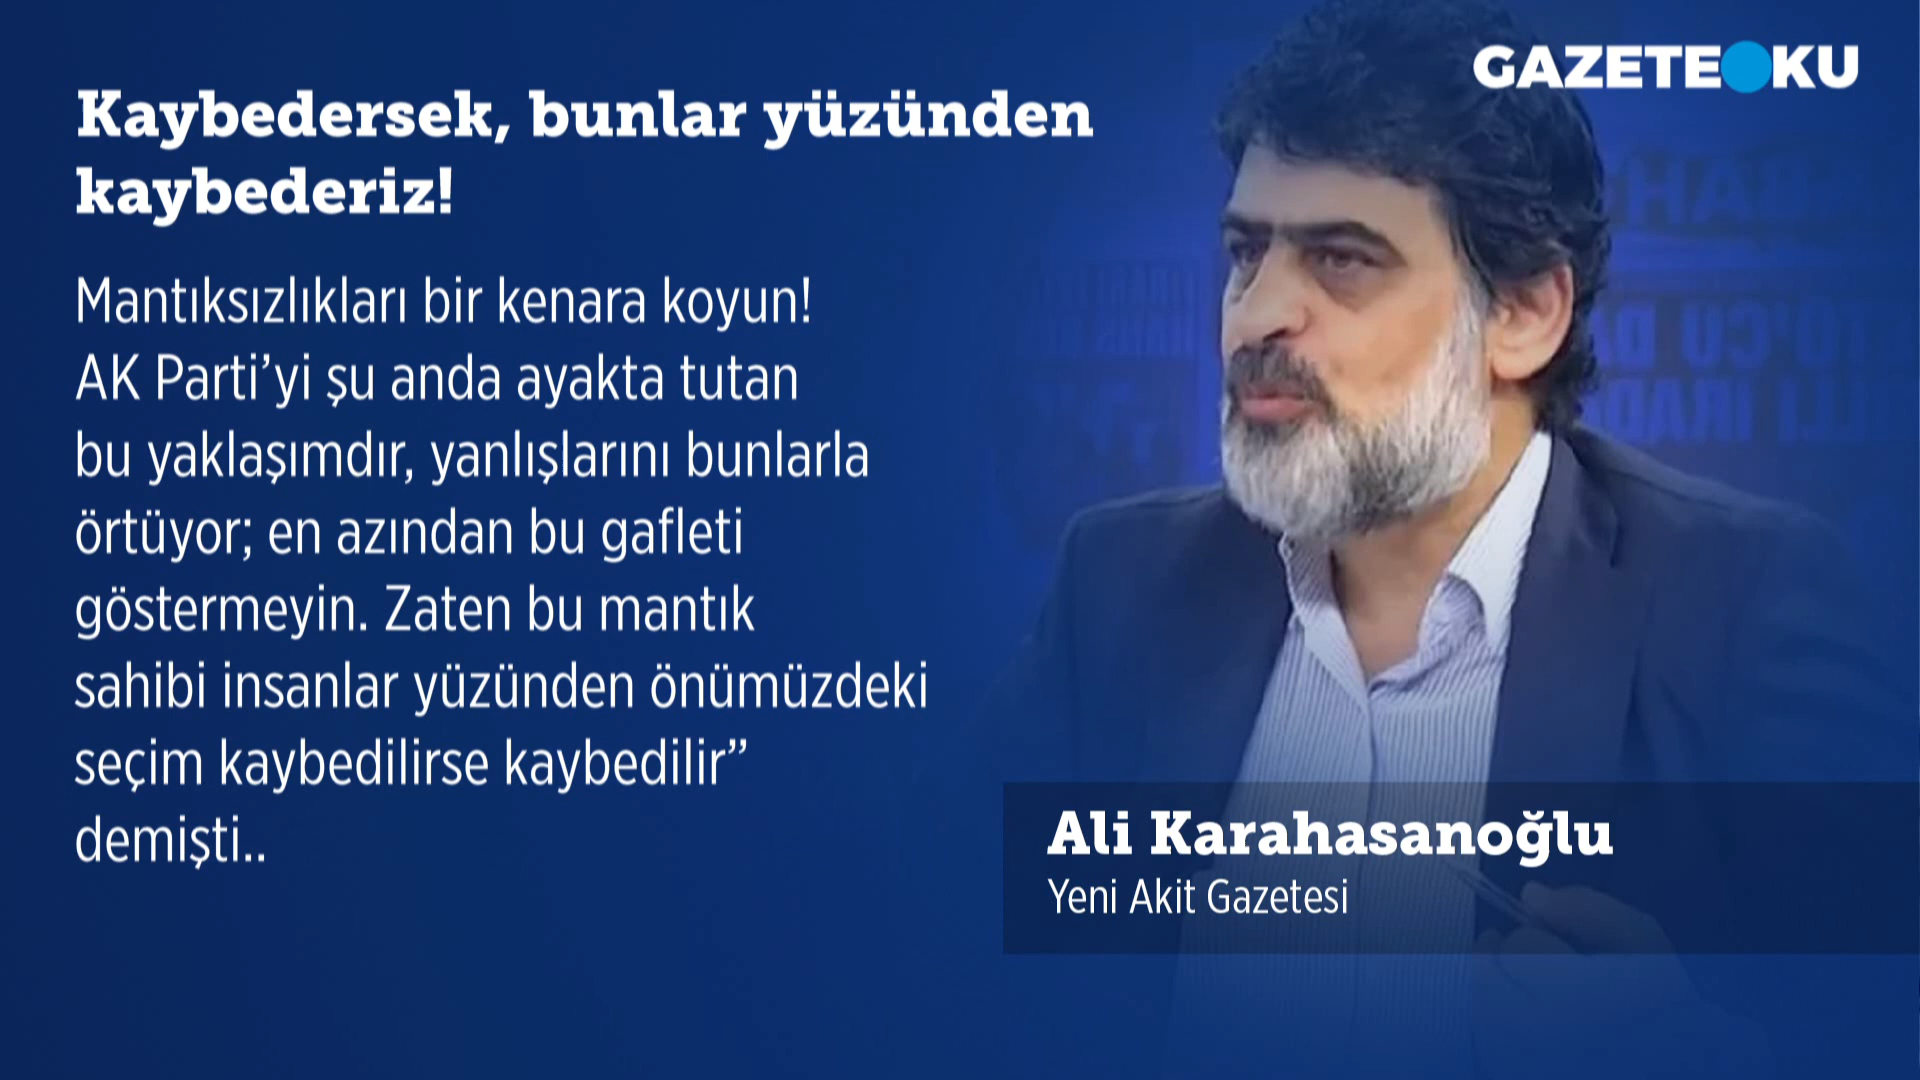 GAZETE KU
Kaybedersek, bunlar yüzünden
kaybederiz!
Mantıksızlıkları bir kenara koyun!
AK Parti’yi şu anda ayakta tutan
bu yaklaşımdır, yanlışlarını bunlarla
örtüyor; en azından bu gafleti
göstermeyin. Zaten bu mantık
sahibi insanlar yüzünden önümüzdeki
seçim kaybedilirse kaybedilir”
demişti..
Ali Karahasanoğlu
Yeni Akit Gazetesi